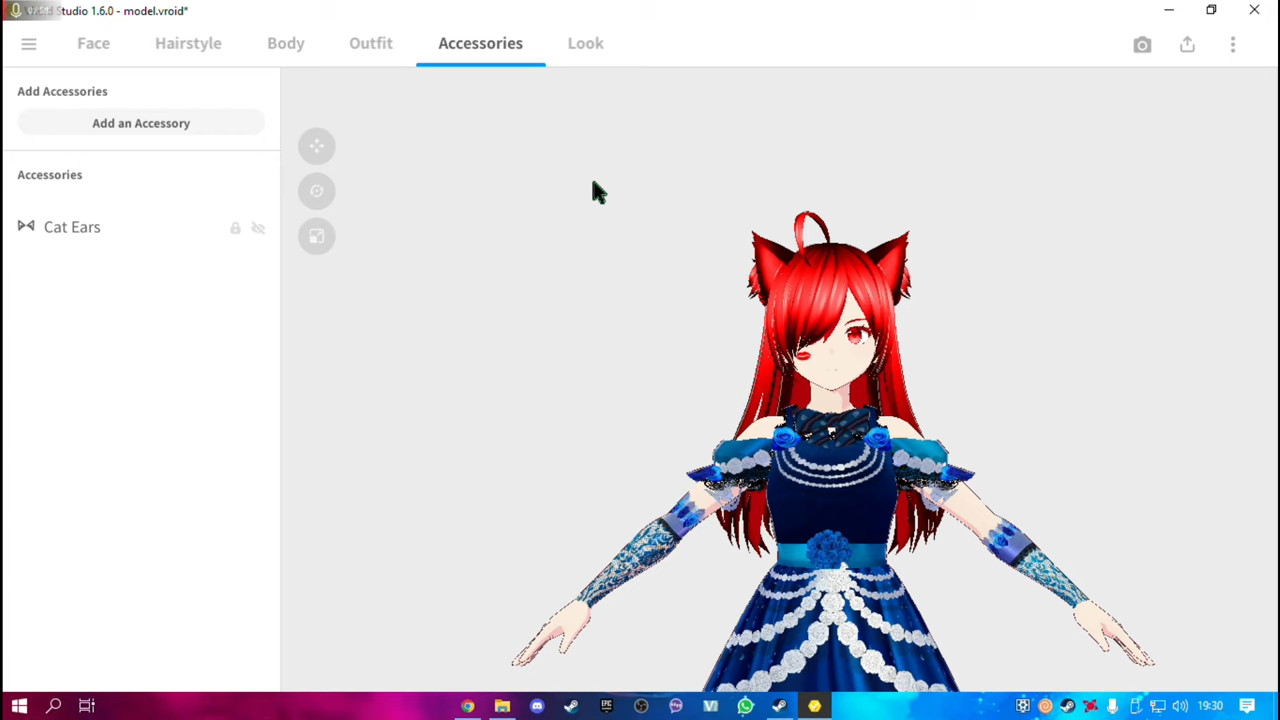 Studio 1.6.0 - model.vroid*
Face
Hairstyle
Body
Outfit
Accessories
Look
Add Accessories
Add an Accessory
Accessories
Cat Ears
EPIC
19:30